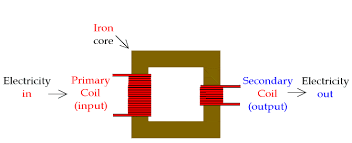 Iron
core
Electricity
in
Primary
Coil
(input)
Secondary
Coil
(output)
Electricity
out